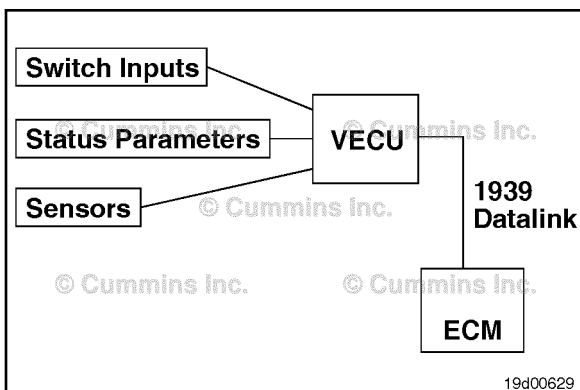 Switch Inputs
Status Parameters
Sensors
VECU
1939
Datalink
ECM
© Cummins Inc.
© Cummins Inc.
© Cummins Inc.
© Cummins Inc.
© Cummins Inc.
19d00629